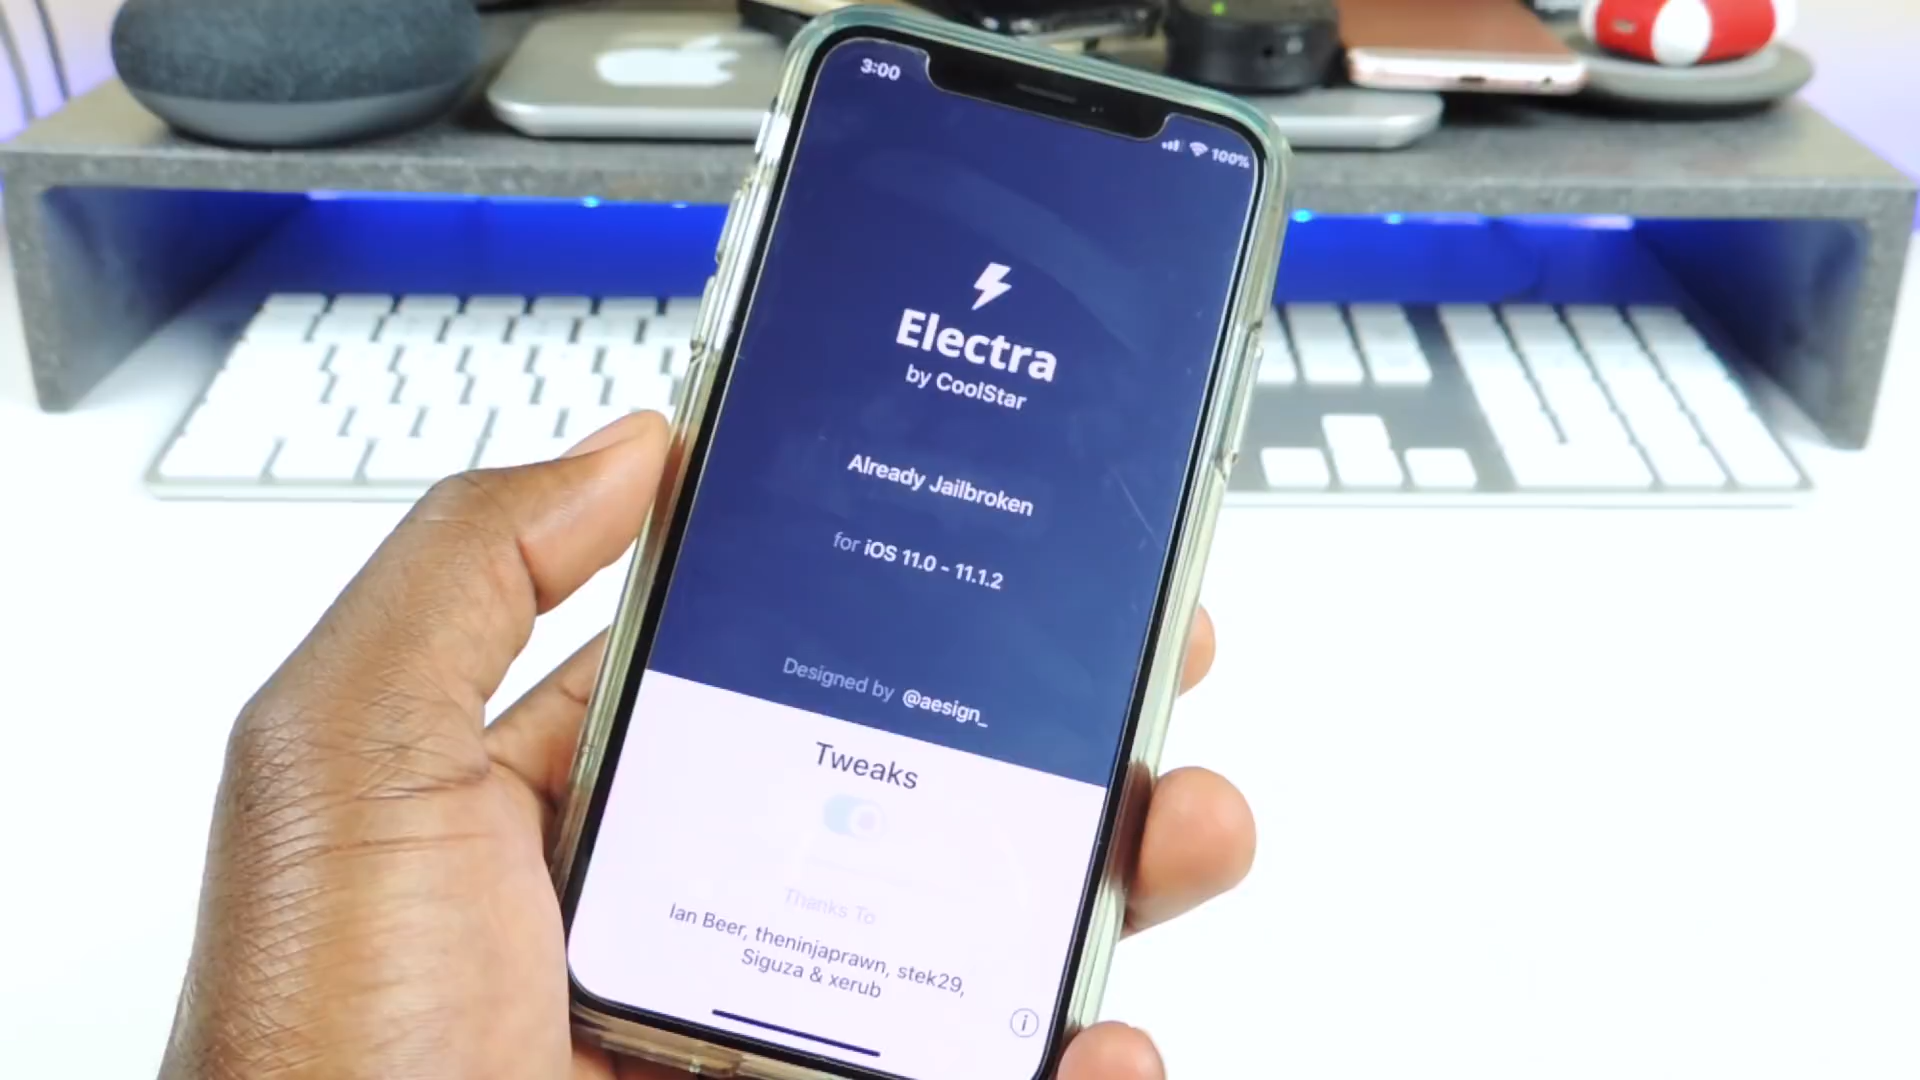 3:00
100%
Electra
by CoolStar
Already Jailbroken
for iOS 11.0 - 11.1.2
Designed by @aesign_
Tweaks
Thanks To
Ian Beer, theninjaprawn, stek29,
Siguza & xerub